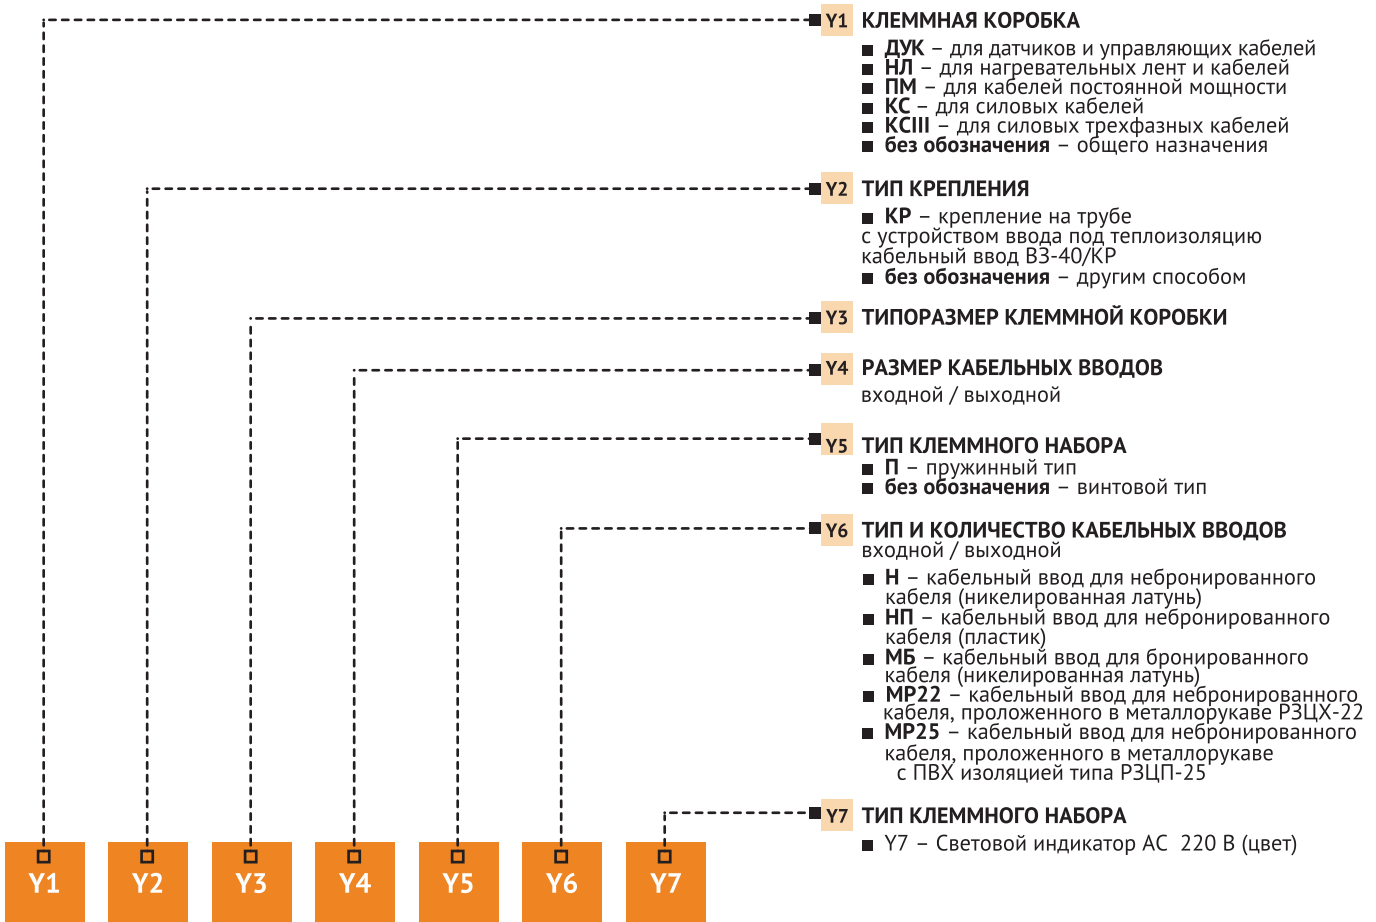 Y1 КЛЕММНАЯ КОРОБКА
■ ДУК – для датчиков и управляющих кабелей
■ НЛ – для нагревательных лент и кабелей
■ ПМ – для кабелей постоянной мощности
■ КС – для силовых кабелей
■ КСIII – для силовых трехфазных кабелей
■ без обозначения – общего назначения
Y2 ТИП КРЕПЛЕНИЯ
■ КР – крепление на трубе
с устройством ввода под теплоизоляцию
кабельный ввод ВЗ-40/КР
■ без обозначения – другим способом
Y3 ТИПОРАЗМЕР КЛЕММНОЙ КОРОБКИ
Y4 РАЗМЕР КАБЕЛЬНЫХ ВВОДОВ
входной / выходной
Y5 ТИП КЛЕММНОГО НАБОРА
■ П – пружинный тип
■ без обозначения – винтовой тип
Y6 ТИП И КОЛИЧЕСТВО КАБЕЛЬНЫХ ВВОДОВ
входной / выходной
■ Н – кабельный ввод для небронированного
кабеля (никелированная латунь)
■ НП – кабельный ввод для небронированного
кабеля (пластик)
■ МБ – кабельный ввод для бронированного
кабеля (никелированная латунь)
■ МР22 – кабельный ввод для небронированного
кабеля, проложенного в металлорукаве РЗЦХ-22
■ МР25 – кабельный ввод для небронированного
кабеля, проложенного в металлорукаве
с ПВХ изоляцией типа РЗЦП-25
Y7 ТИП КЛЕММНОГО НАБОРА
■ Y7 – Световой индикатор АС 220 В (цвет)
Y1 Y2 Y3 Y4 Y5 Y6 Y7